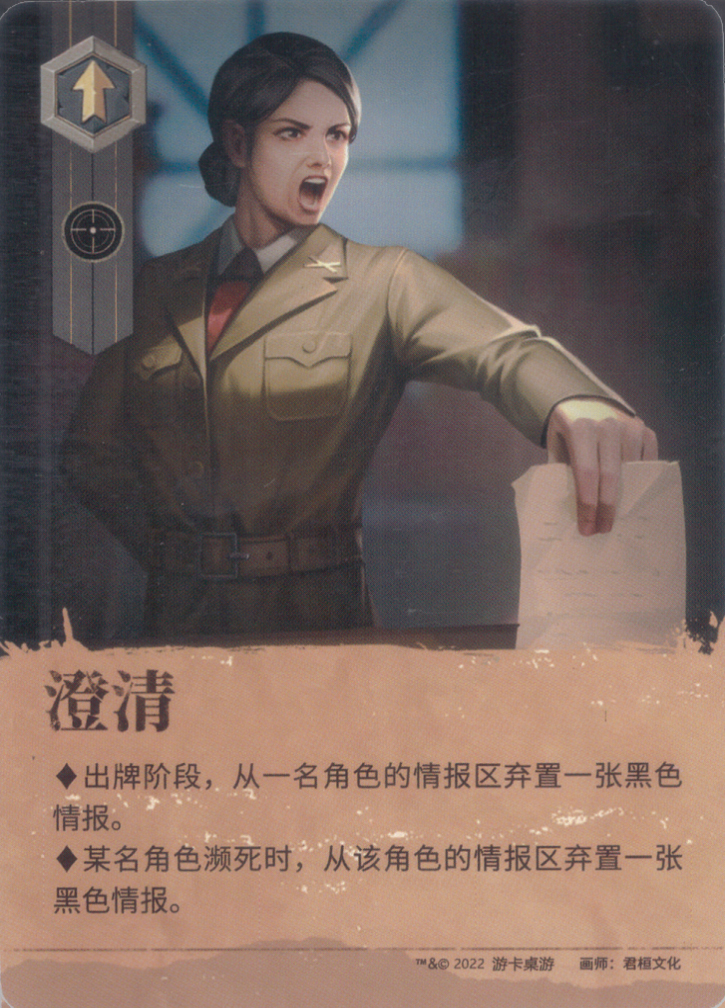 澄清
◆出牌阶段，从一名角色的情报区弃置一张黑色
情报。
◆某名角色濒死时，从该角色的情报区弃置一张
黑色情报。
™&© 2022 游卡桌游 画师：君桓文化